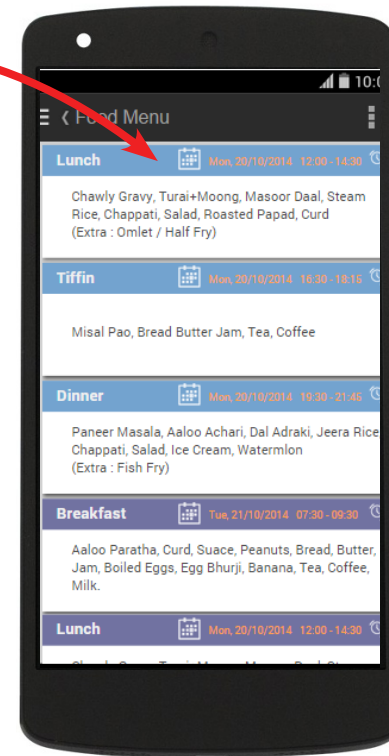 10:0
Food Menu
Lunch Mon, 20/10/2014 12:00 - 14:30
Chawly Gravy, Turai+Moong, Masoor Daal, Steam
Rice, Chappati, Salad, Roasted Papad, Curd
(Extra : Omlet / Half Fry)
Tiffin Mon, 20/10/2014 16:30 - 18:15
Misal Pao, Bread Butter Jam, Tea, Coffee
Dinner Mon, 20/10/2014 19:30 - 21:45
Paneer Masala, Aaloo Achari, Dal Adraki, Jeera Rice
Chappati, Salad, Ice Cream, Watermlon
(Extra : Fish Fry)
Breakfast Tue, 21/10/2014 07:30 - 09:30
Aaloo Paratha, Curd, Suace, Peanuts, Bread, Butter,
Jam, Boiled Eggs, Egg Bhurji, Banana, Tea, Coffee,
Milk.
Lunch Mon, 20/10/2014 12:00 - 14:30